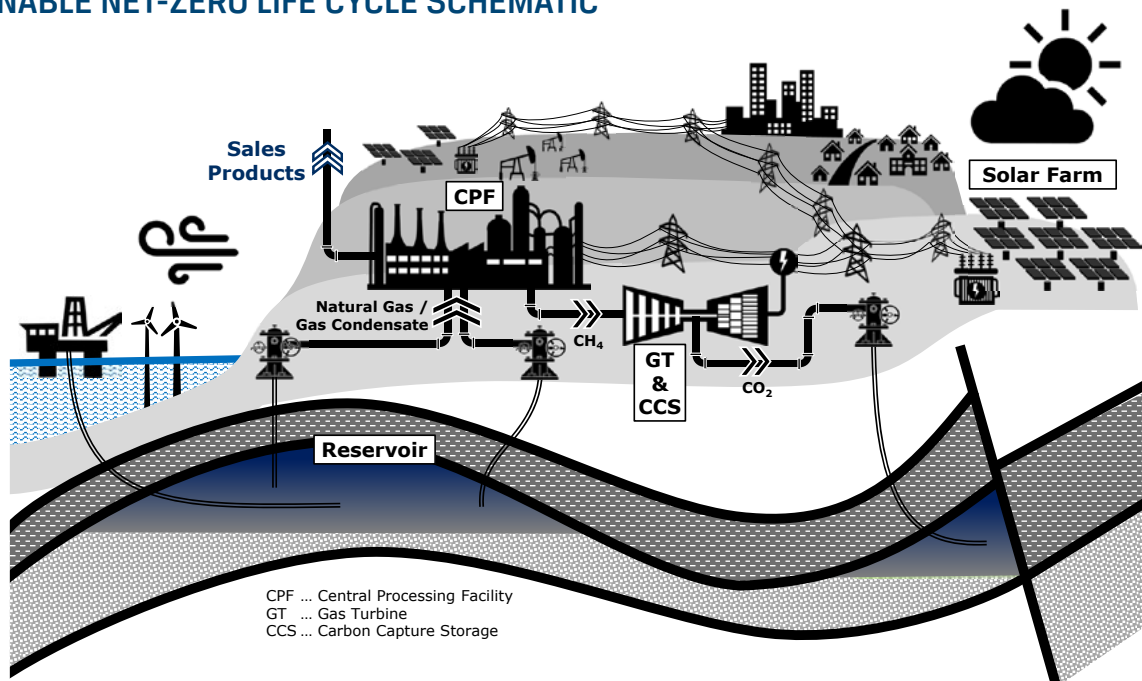 NABLE NET-ZERO LIFE CYCLE SCHEMATIC
Sales
Products
CPF
Solar Farm
Natural Gas /
Gas Condensate
CH₄
GT
&
CCS
CO₂
Reservoir
CPF ... Central Processing Facility
GT ... Gas Turbine
CCS ... Carbon Capture Storage